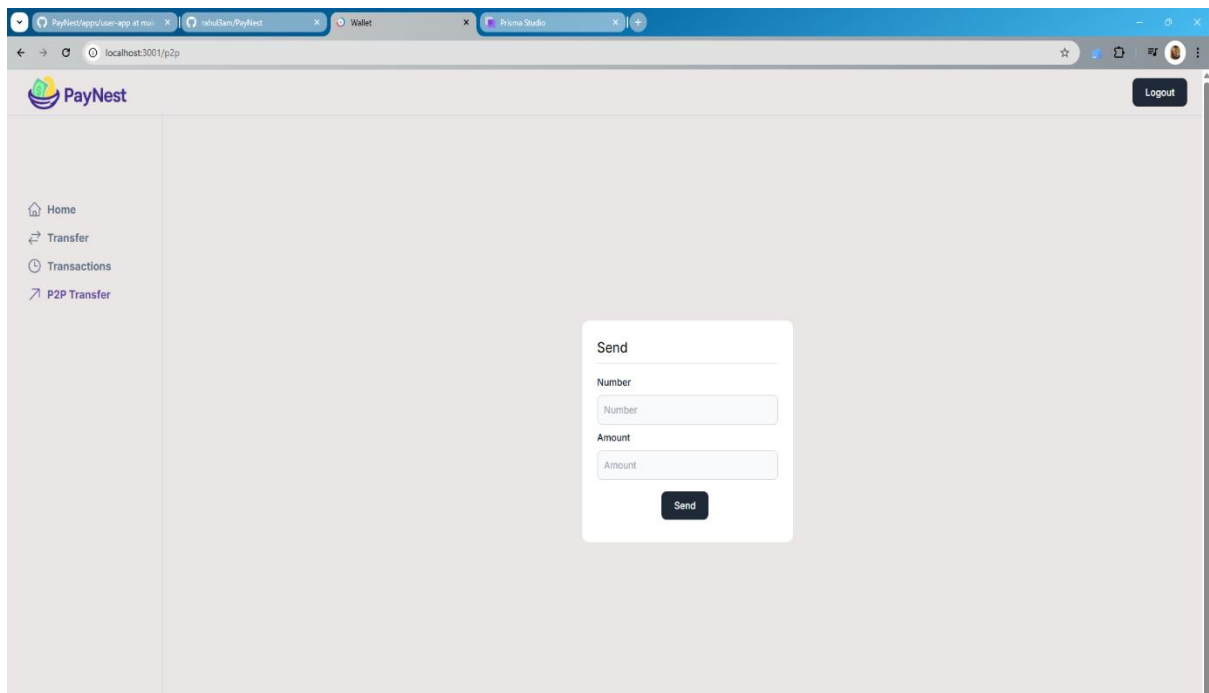 PayNest/apps/user-app at mai
rahul3am/PayNest
Wallet
Prisma Studio
localhost:3001/p2p
PayNest
Logout
Home
Transfer
Transactions
P2P Transfer
Send
Number
Number
Amount
Amount
Send